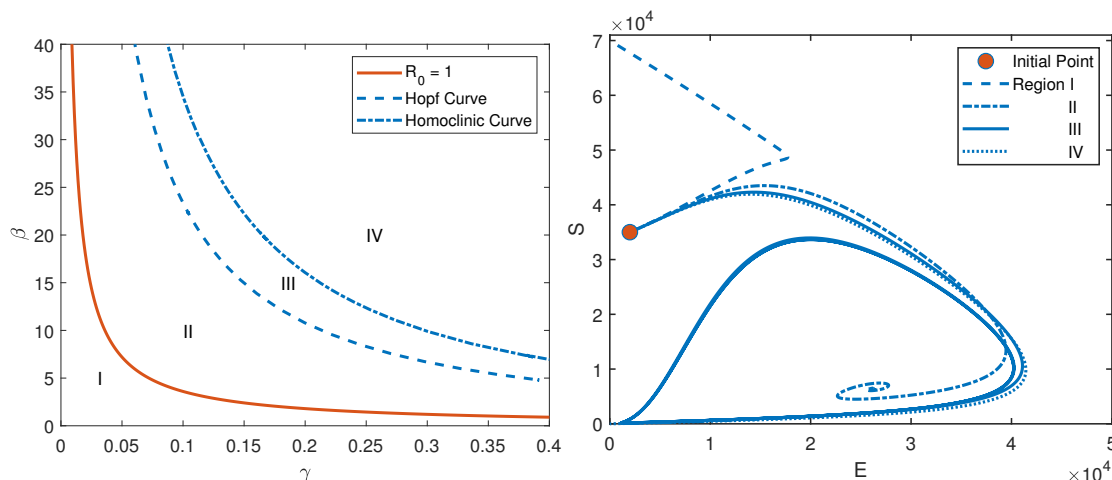 40
35
30
25
20
15
10
5
0
β
0
0.05
0.1
0.15
0.2
0.25
0.3
0.35
0.4
γ
R0 = 1
Hopf Curve
Homoclinic Curve
I
II
III
IV
×10^4
7
6
5
4
3
2
1
0
S
0
1
2
3
4
5
E
×10^4
Initial Point
Region I
II
III
IV